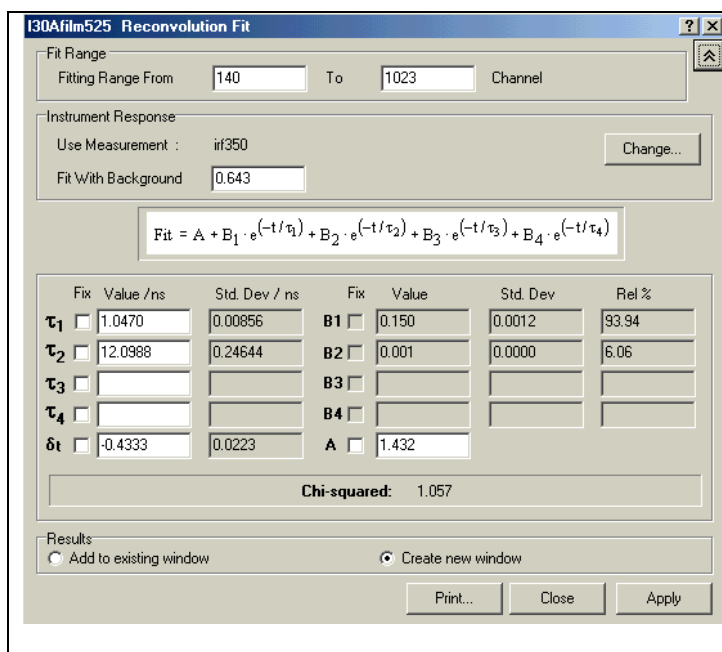 I30Afilm525 Reconvolution Fit
Fit Range
Fitting Range From 140 To 1023 Channel
Instrument Response
Use Measurement : irf350 Change...
Fit With Background 0.643
Fit = A + B₁ · e^(-t/τ₁) + B₂ · e^(-t/τ₂) + B₃ · e^(-t/τ₃) + B₄ · e^(-t/τ₄)
Fix Value /ns Std. Dev / ns Fix Value Std. Dev Rel %
τ₁ 1.0470 0.00856 B1 0.150 0.0012 93.94
τ₂ 12.0988 0.24644 B2 0.001 0.0000 6.06
τ₃ B3
τ₄ B4
δt -0.4333 0.0223 A 1.432
Chi-squared: 1.057
Results
Add to existing window Create new window
Print... Close Apply